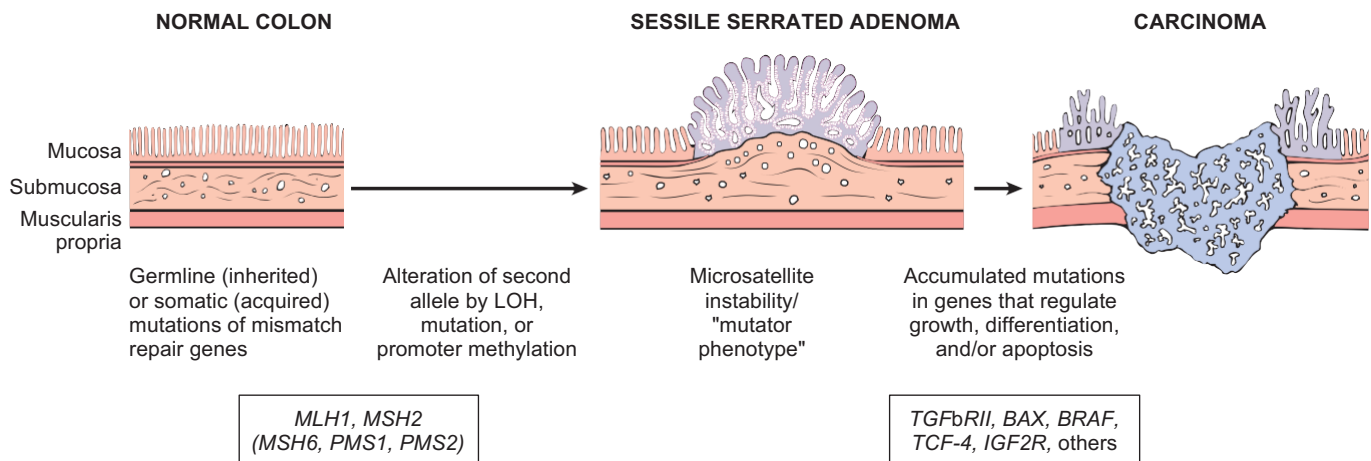 NORMAL COLON
SESSILE SERRATED ADENOMA
CARCINOMA
Mucosa
Submucosa
Muscularis
propria
Germline (inherited)
or somatic (acquired)
mutations of mismatch
repair genes
Alteration of second
allele by LOH,
mutation, or
promoter methylation
Microsatellite
instability/
"mutator
phenotype"
Accumulated mutations
in genes that regulate
growth, differentiation,
and/or apoptosis
MLH1, MSH2
(MSH6, PMS1, PMS2)
TGFbRII, BAX, BRAF,
TCF-4, IGF2R, others